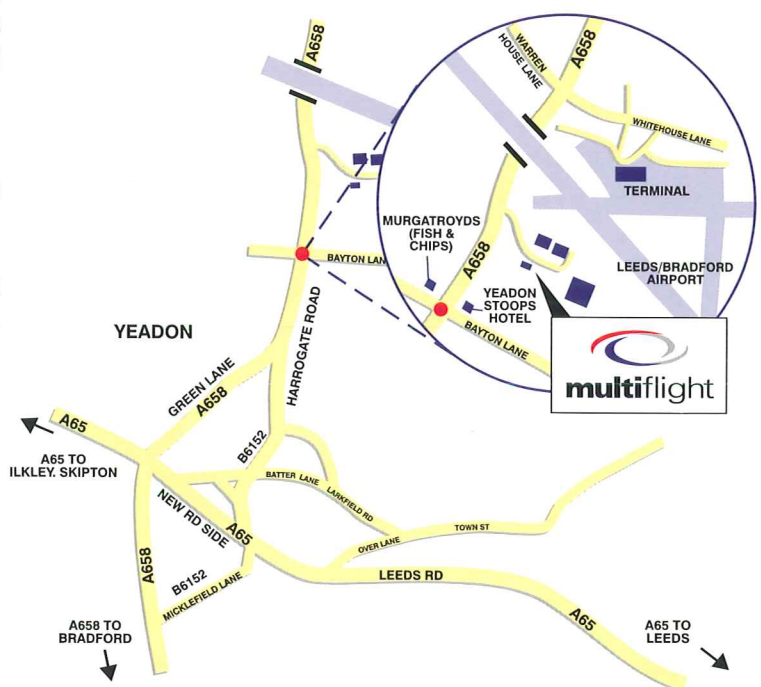 A658
A658
WARREN
HOUSE LANE
WHITEHOUSE LANE
TERMINAL
MURGATROYDS
(FISH &
CHIPS)
A658
LEEDS/BRADFORD
AIRPORT
BAYTON LAN
YEADON
STOOPS
HOTEL
BAYTON LANE
multiflight
YEADON
HARROGATE ROAD
GREEN LANE
A658
A65
A65 TO
ILKLEY. SKIPTON
B6152
BATTER LANE
LARKFIELD RD
NEW RD SIDE
A65
OVER LANE
TOWN ST
A658
B6152
MICKLEFIELD LANE
LEEDS RD
A65
A658 TO
BRADFORD
A65 TO
LEEDS